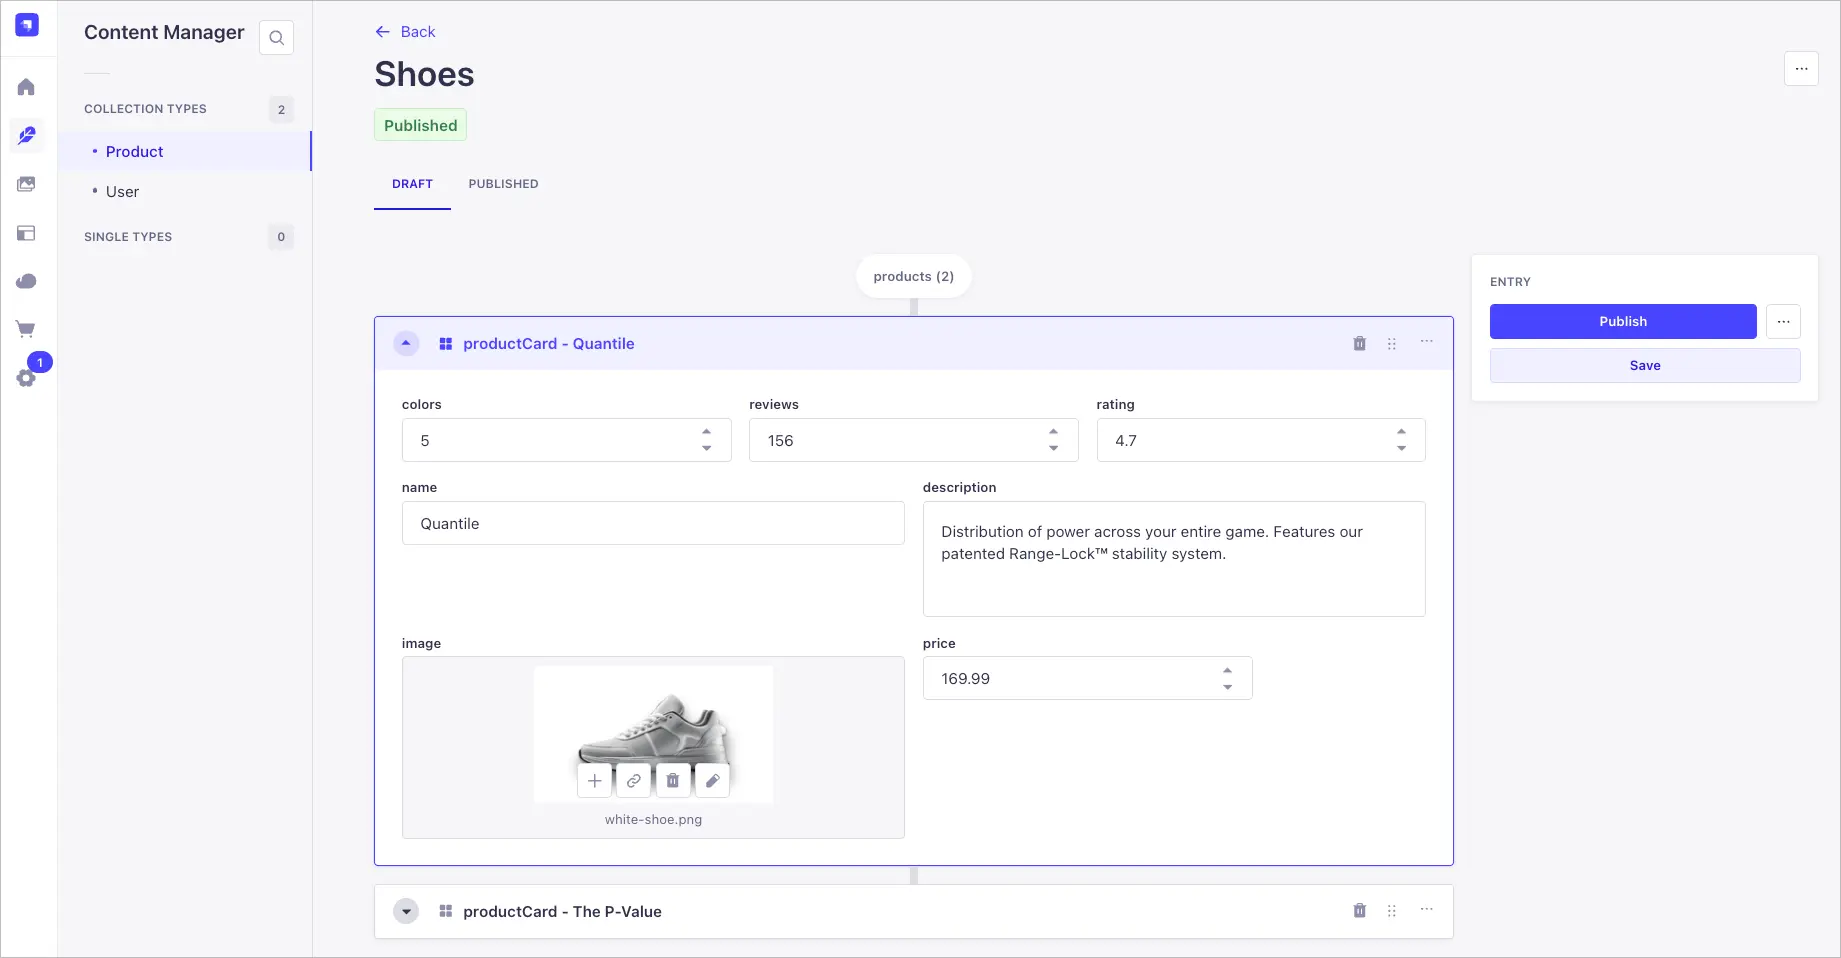 Content Manager
COLLECTION TYPES
2
Product
User
SINGLE TYPES
0
1
Back
Shoes
Published
DRAFT
PUBLISHED
products (2)
productCard - Quantile
colors
reviews
rating
5
156
4.7
name
description
Quantile
Distribution of power across your entire game. Features our
patented Range-Lock™ stability system.
image
price
169.99
white-shoe.png
productCard - The P-Value
ENTRY
Publish
Save